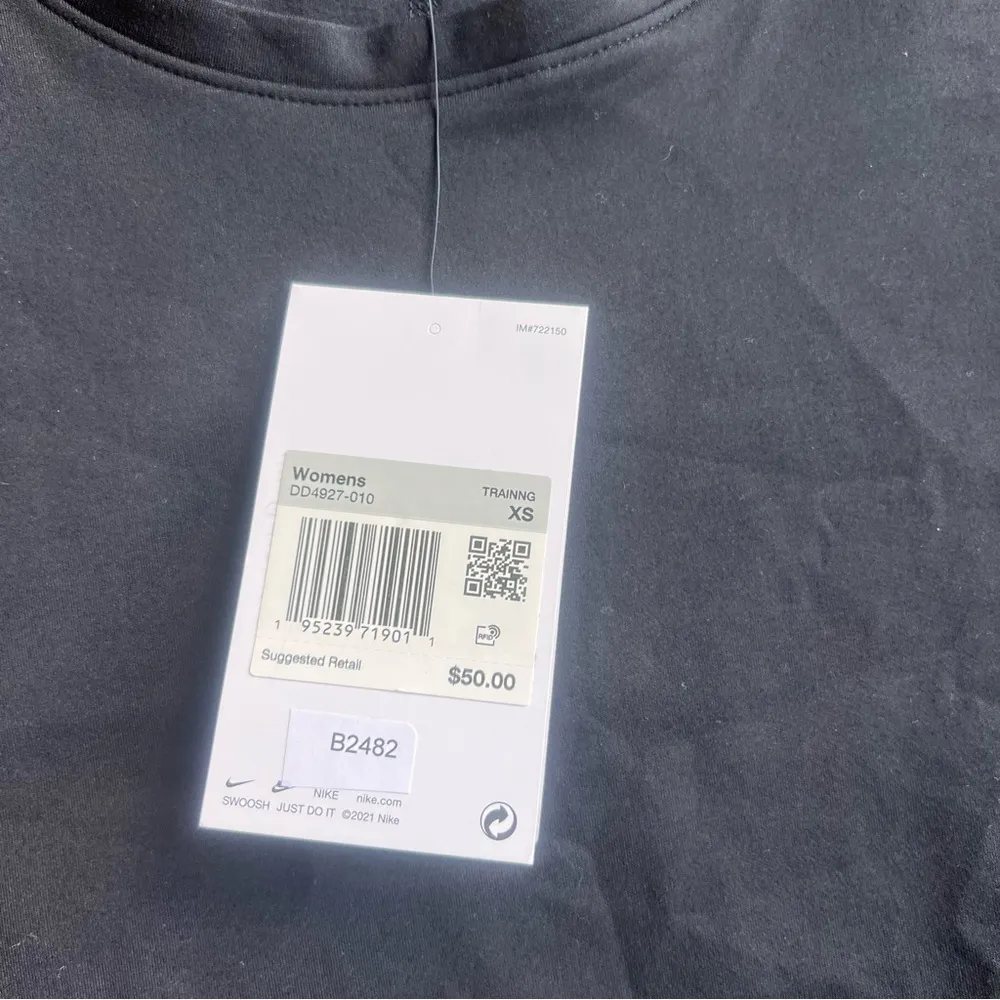 IM#722150
Womens
DD4927-010
TRAINNG
XS
1 95239 71901 1
RFID
Suggested Retail
$50.00
B2482
NIKE nike.com
SWOOSH JUST DO IT ©2021 Nike